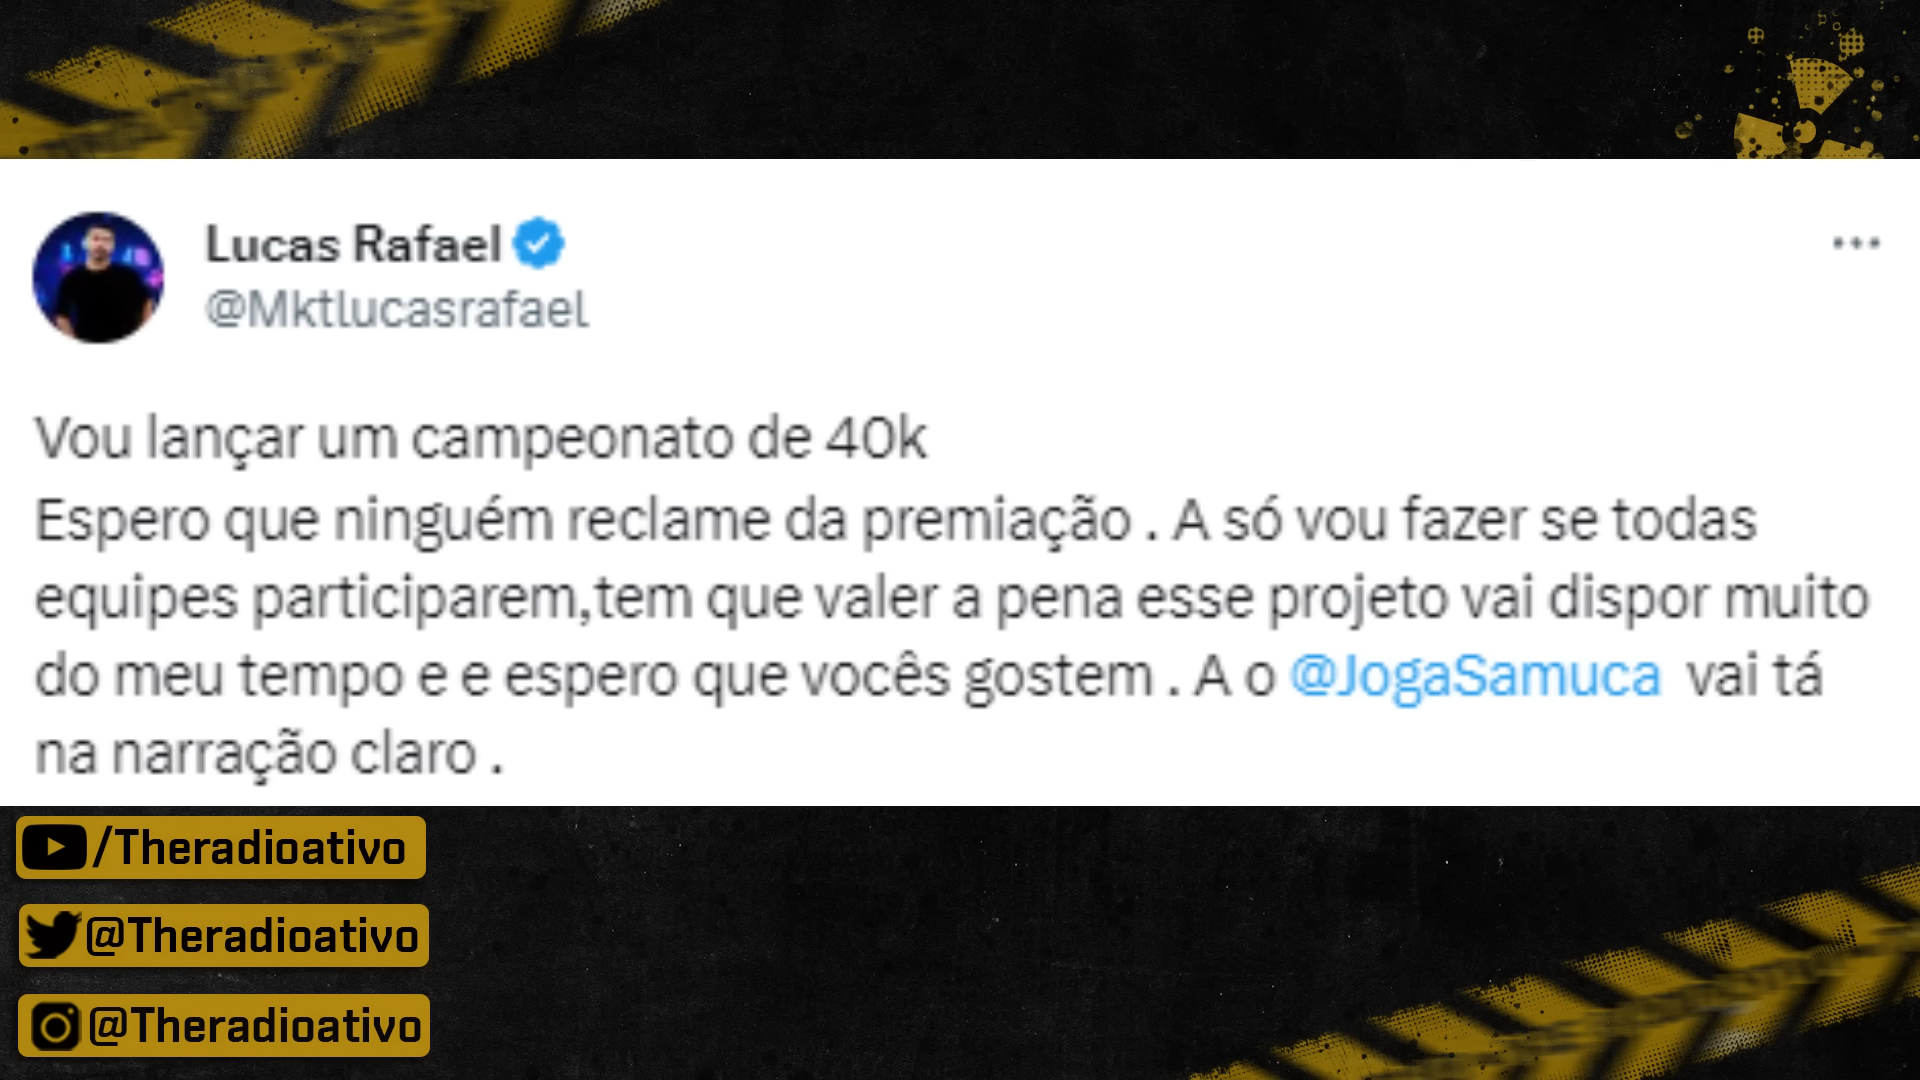 Lucas Rafael
@Mktlucasrafael
Vou lançar um campeonato de 40k
Espero que ninguém reclame da premiação . A só vou fazer se todas
equipes participarem,tem que valer a pena esse projeto vai dispor muito
do meu tempo e e espero que vocês gostem . A o @JogaSamuca vai tá
na narração claro .
/Theradioativo
@Theradioativo
@Theradioativo